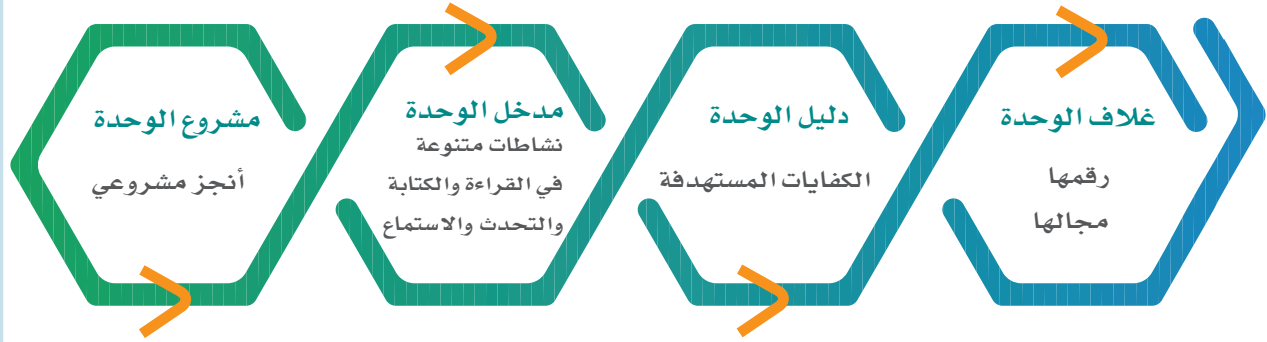 غلاف الوحدة
رقمها
مجالها
دليل الوحدة
الكفايات المستهدفة
مدخل الوحدة
نشاطات متنوعة
في القراءة والكتابة
والتحدث والاستماع
مشروع الوحدة
أنجز مشروعي